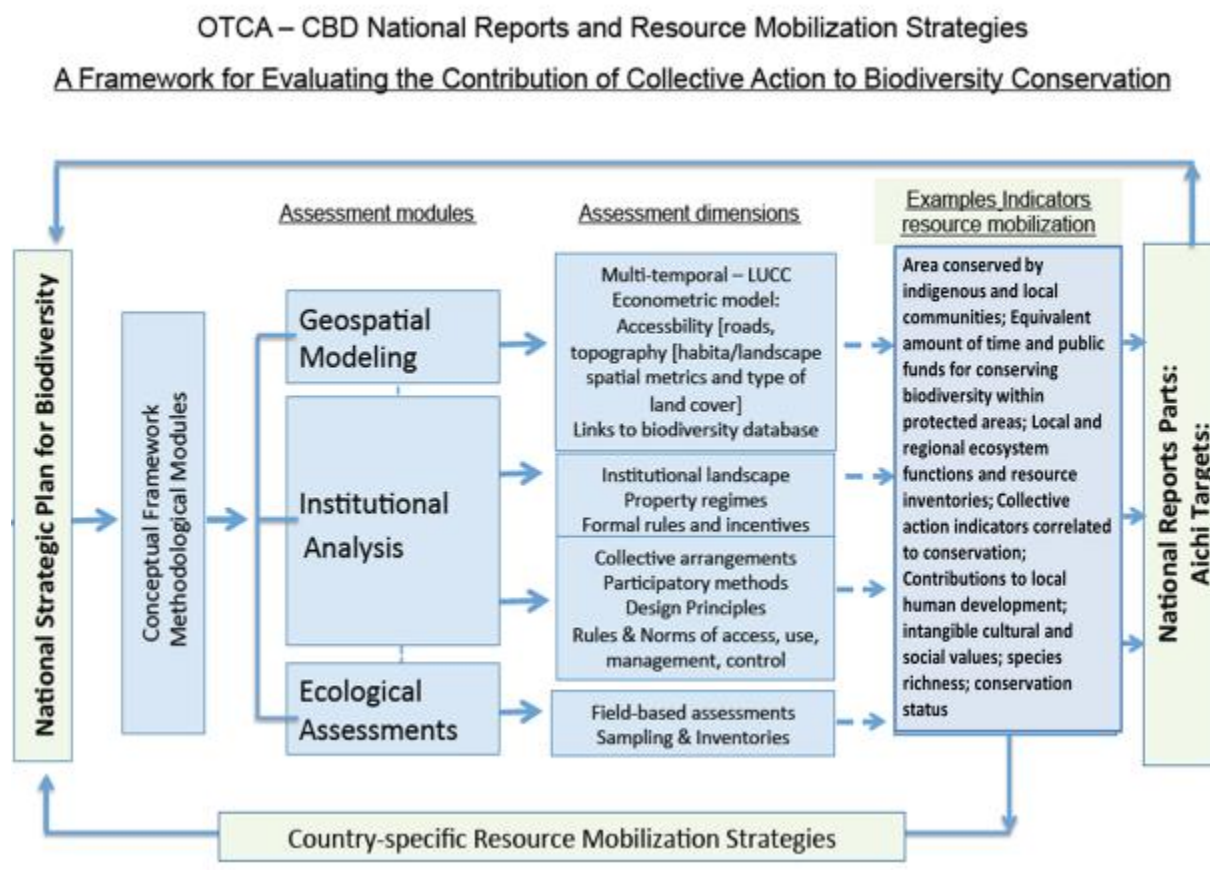 OTCA – CBD National Reports and Resource Mobilization Strategies
A Framework for Evaluating the Contribution of Collective Action to Biodiversity Conservation
Assessment modules
Assessment dimensions
Examples Indicators
resource mobilization
National Strategic Plan for Biodiversity
Conceptual Framework
Methodological Modules
Geospatial
Modeling
Institutional
Analysis
Ecological
Assessments
Multi-temporal – LUCC
Econometric model:
Accessbility [roads,
topography [habita/landscape
spatial metrics and type of
land cover]
Links to biodiversity database
Institutional landscape
Property regimes
Formal rules and incentives
Collective arrangements
Participatory methods
Design Principles
Rules & Norms of access, use,
management, control
Field-based assessments
Sampling & Inventories
Area conserved by
indigenous and local
communities; Equivalent
amount of time and public
funds for conserving
biodiversity within
protected areas; Local and
regional ecosystem
functions and resource
inventories; Collective
action indicators correlated
to conservation;
Contributions to local
human development;
intangible cultural and
social values; species
richness; conservation
status
National Reports Parts:
Aichi Targets:
Country-specific Resource Mobilization Strategies